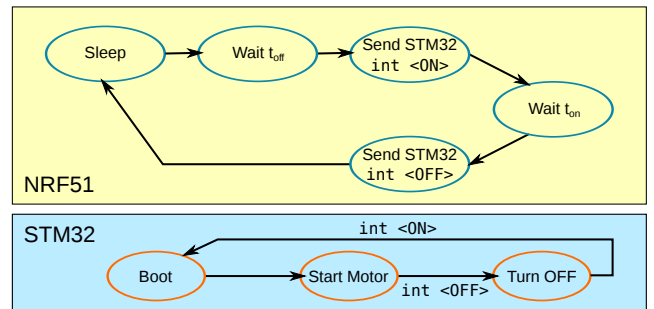 Sleep
Wait t_off
Send STM32
int <ON>
Wait t_on
Send STM32
int <OFF>
NRF51
STM32
int <ON>
Boot
Start Motor
int <OFF>
Turn OFF